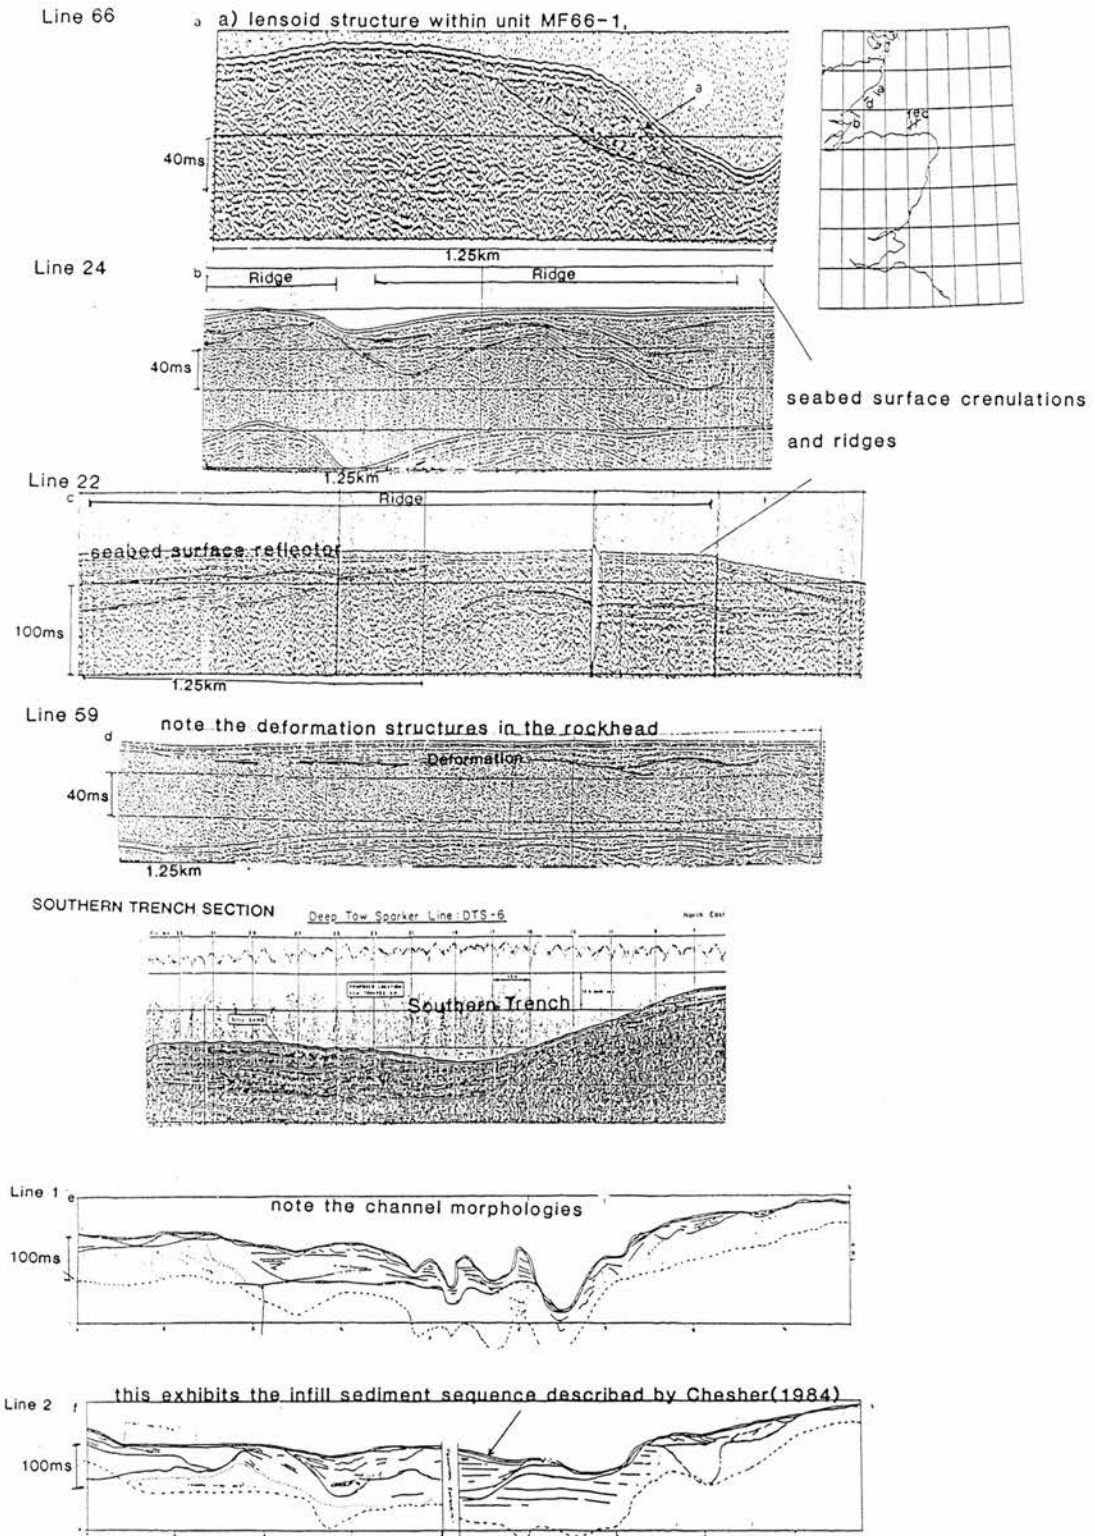 Line 66
a a) lensoid structure within unit MF66-1,
a
40ms
1.25km
a
d
b
fec
Line 24
b
Ridge
Ridge
40ms
1.25km
seabed surface crenulations
and ridges
Line 22
c
Ridge
seabed surface reflector
100ms
1.25km
Line 59
note the deformation structures in the rockhead
d
Deformation
40ms
1.25km
SOUTHERN TRENCH SECTION
Deep Tow Sparker Line: DTS-6
North East
PROPOSED LOCATION
Southern Trench
Line 1 e
note the channel morphologies
100ms
this exhibits the infill sediment sequence described by Chesher(1984)
Line 2 f
100ms